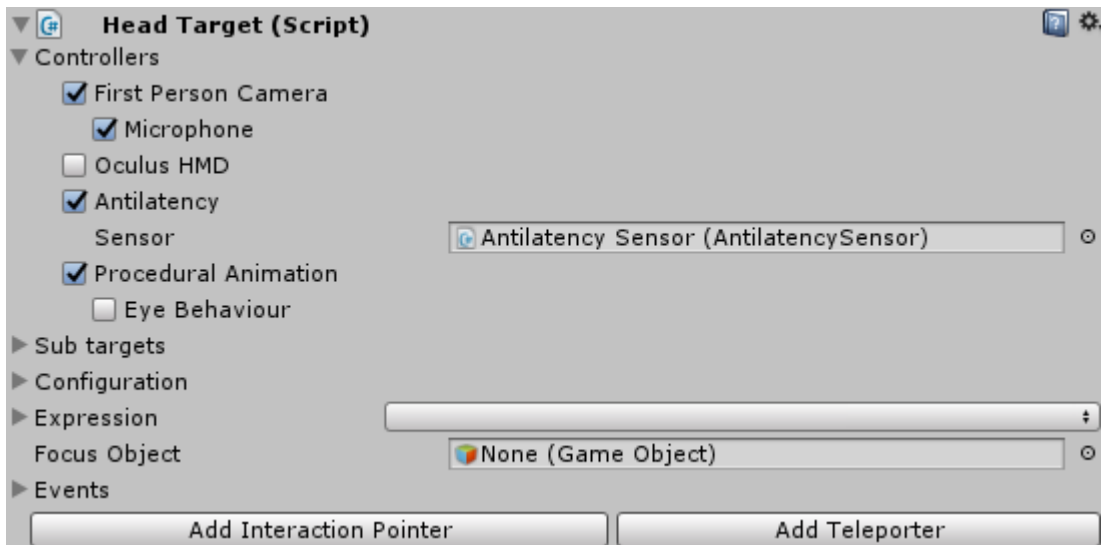 Head Target (Script)
Controllers
First Person Camera
Microphone
Oculus HMD
Antilatency
Sensor Antilatency Sensor (AntilatencySensor)
Procedural Animation
Eye Behaviour
Sub targets
Configuration
Expression
Focus Object None (Game Object)
Events
Add Interaction Pointer Add Teleporter